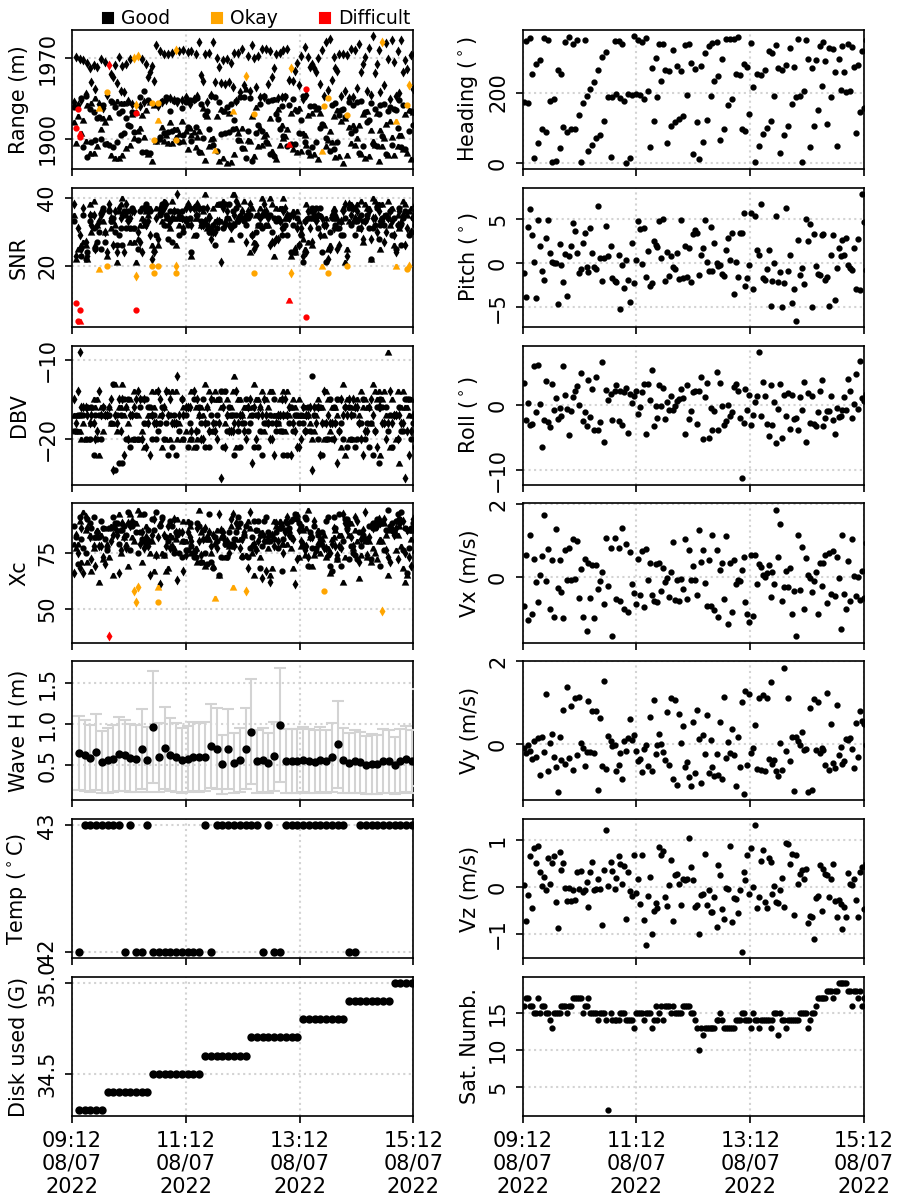 Good Okay Difficult
Range (m)
1970
1900
Heading (°)
200
0
SNR
40
20
Pitch (°)
5
0
−5
DBV
−10
−20
Roll (°)
0
−10
Xc
75
50
Vx (m/s)
2
0
Wave H (m)
1.5
1.0
0.5
Vy (m/s)
2
0
Temp (°C)
43
42
Vz (m/s)
1
0
−1
Disk used (G)
35.0
34.5
Sat. Numb.
15
10
5
09:12 11:12 13:12 15:12
08/07 08/07 08/07 08/07
2022 2022 2022 2022
09:12 11:12 13:12 15:12
08/07 08/07 08/07 08/07
2022 2022 2022 2022